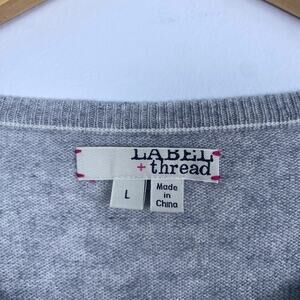 LABEL
+ thread
L
Made
in
China